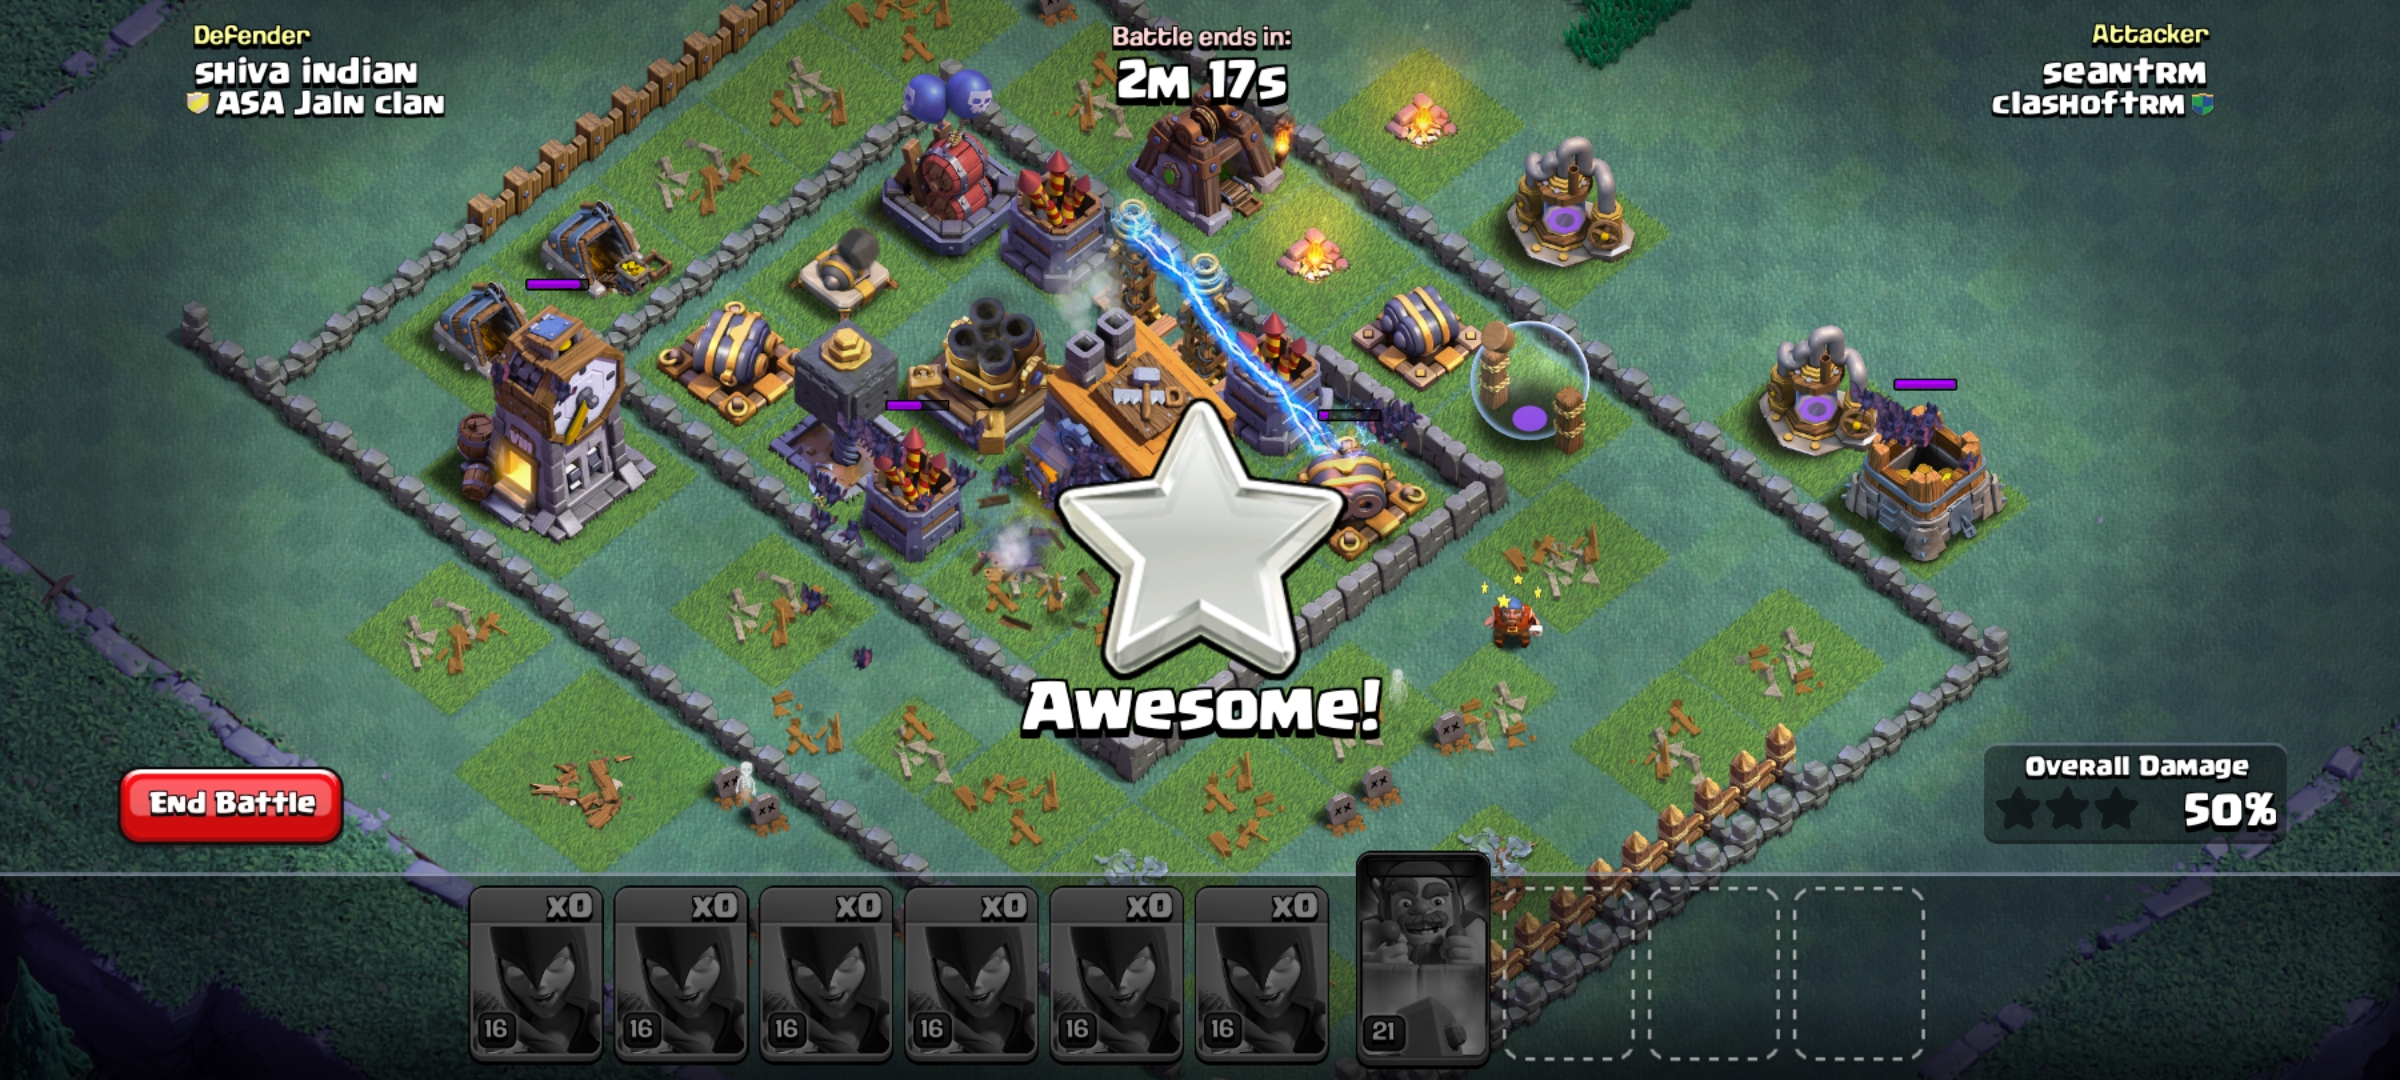 Defender
shiva indian
ASA Jain clan
Battle ends in:
2M 17s
Attacker
seantRM
clashoftRM
Awesome!
End Battle
Overall Damage
50%
x0 x0 x0 x0 x0 x0
16 16 16 16 16 16 21